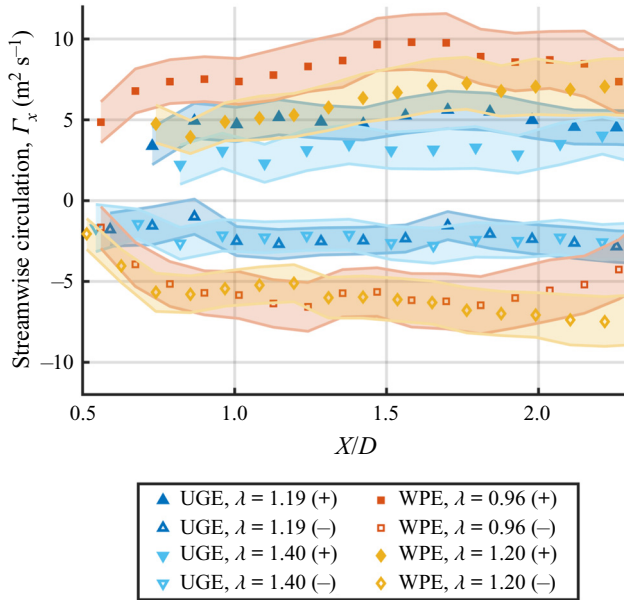 10
5
0
–5
–10
Streamwise circulation, Γx (m² s⁻¹)
0.5 1.0 1.5 2.0
X/D
UGE, λ = 1.19 (+) WPE, λ = 0.96 (+)
UGE, λ = 1.19 (–) WPE, λ = 0.96 (–)
UGE, λ = 1.40 (+) WPE, λ = 1.20 (+)
UGE, λ = 1.40 (–) WPE, λ = 1.20 (–)